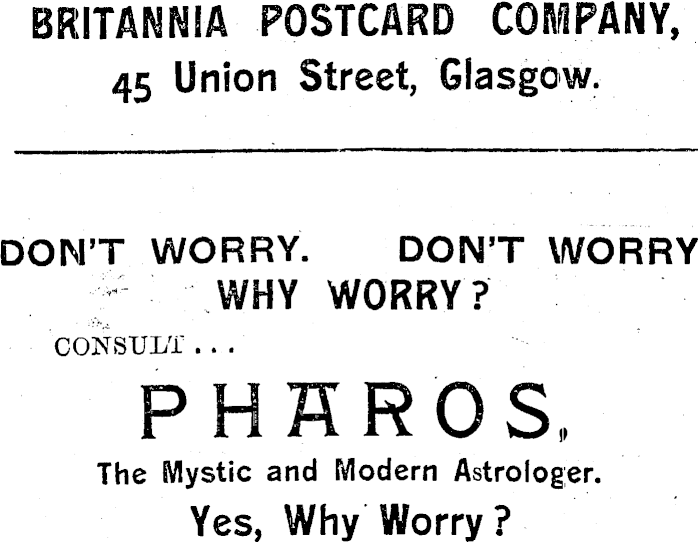 BRITANNIA POSTCARD COMPANY,
45 Union Street, Glasgow.
DON'T WORRY. DON'T WORRY
WHY WORRY?
CONSULT...
PHAROS,
The Mystic and Modern Astrologer.
Yes, Why Worry?